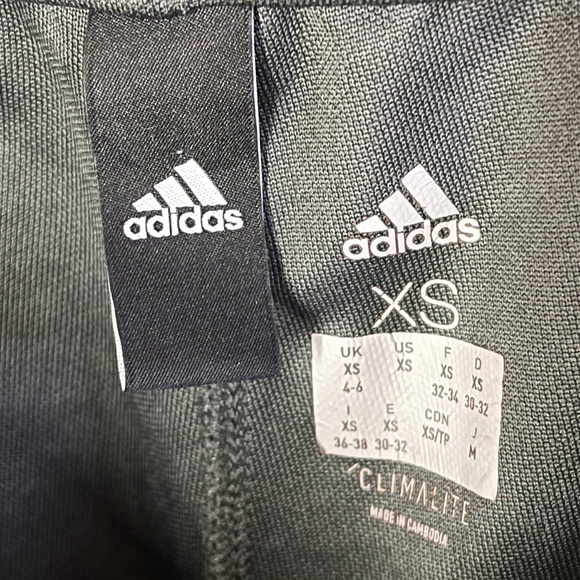 adidas
adidas
XS
UK US F D
XS XS XS XS
4-6 32-34 30-32
I E CDN J
XS XS XS/TP M
36-38 30-32
CLIMALITE
MADE IN CAMBODIA